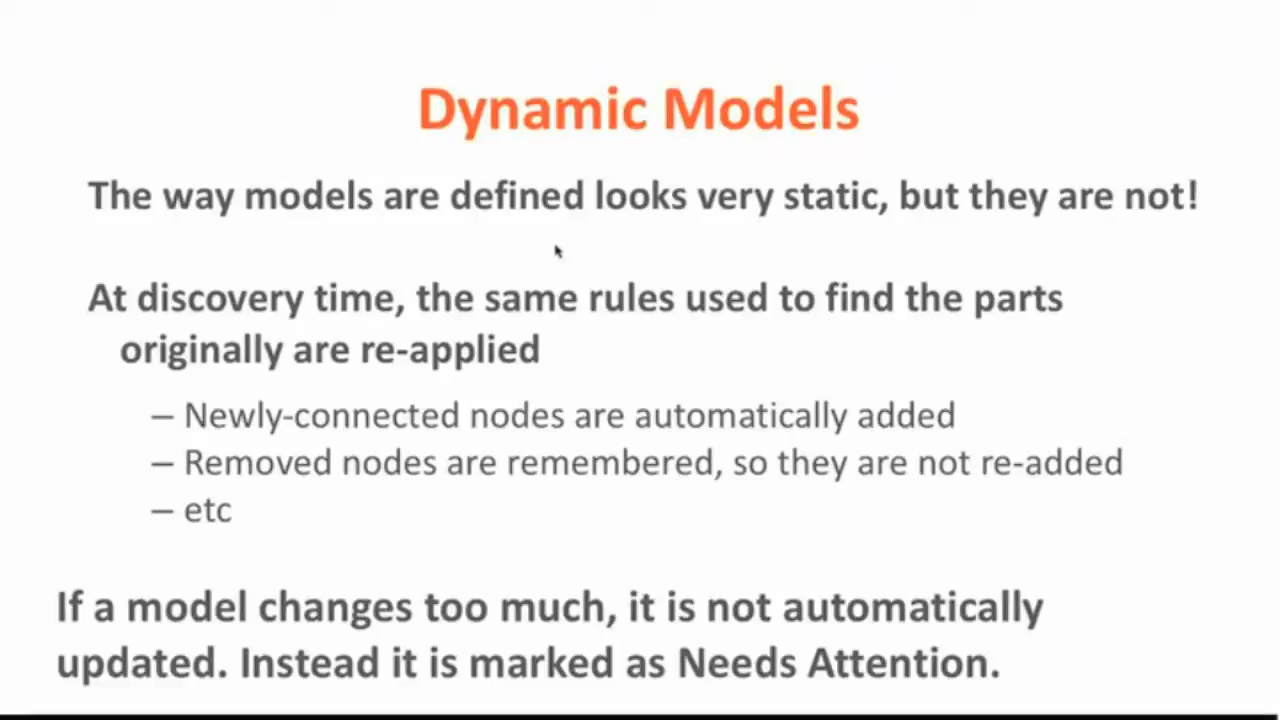 Dynamic Models
The way models are defined looks very static, but they are not!
At discovery time, the same rules used to find the parts
originally are re-applied
– Newly-connected nodes are automatically added
– Removed nodes are remembered, so they are not re-added
– etc
If a model changes too much, it is not automatically
updated. Instead it is marked as Needs Attention.